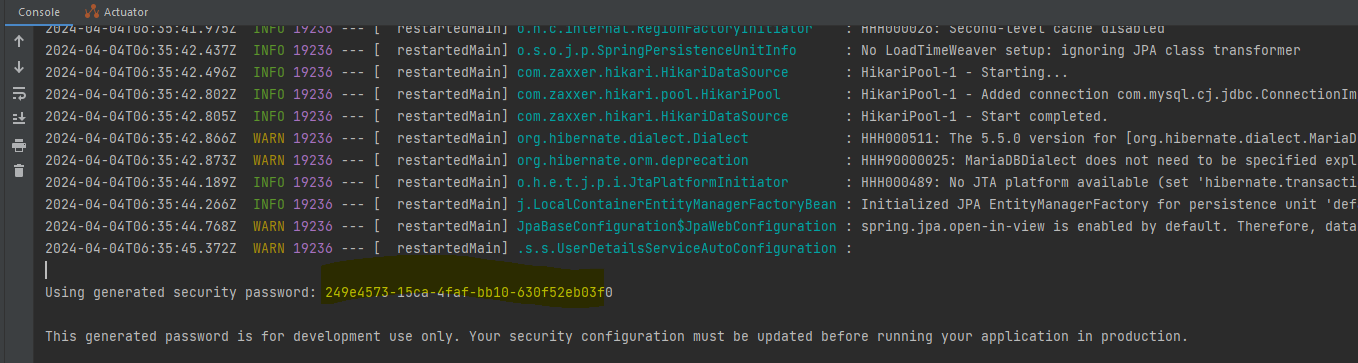 Console Actuator
2024-04-04T06:35:41.975Z INFO 19236 --- [ restartedMain] o.h.c.internal.RegionFactoryInitiator : HHH000026: Second-level cache disabled
2024-04-04T06:35:42.437Z INFO 19236 --- [ restartedMain] o.s.o.j.p.SpringPersistenceUnitInfo : No LoadTimeWeaver setup: ignoring JPA class transformer
2024-04-04T06:35:42.496Z INFO 19236 --- [ restartedMain] com.zaxxer.hikari.HikariDataSource : HikariPool-1 - Starting...
2024-04-04T06:35:42.802Z INFO 19236 --- [ restartedMain] com.zaxxer.hikari.pool.HikariPool : HikariPool-1 - Added connection com.mysql.cj.jdbc.ConnectionIm
2024-04-04T06:35:42.805Z INFO 19236 --- [ restartedMain] com.zaxxer.hikari.HikariDataSource : HikariPool-1 - Start completed.
2024-04-04T06:35:42.866Z WARN 19236 --- [ restartedMain] org.hibernate.dialect.Dialect : HHH000511: The 5.5.0 version for [org.hibernate.dialect.MariaD
2024-04-04T06:35:42.873Z WARN 19236 --- [ restartedMain] org.hibernate.orm.deprecation : HHH90000025: MariaDBDialect does not need to be specified expl
2024-04-04T06:35:44.189Z INFO 19236 --- [ restartedMain] o.h.e.t.j.p.i.JtaPlatformInitiator : HHH000489: No JTA platform available (set 'hibernate.transacti
2024-04-04T06:35:44.266Z INFO 19236 --- [ restartedMain] j.LocalContainerEntityManagerFactoryBean : Initialized JPA EntityManagerFactory for persistence unit 'def
2024-04-04T06:35:44.768Z WARN 19236 --- [ restartedMain] JpaBaseConfiguration$JpaWebConfiguration : spring.jpa.open-in-view is enabled by default. Therefore, data
2024-04-04T06:35:45.372Z WARN 19236 --- [ restartedMain] .s.s.UserDetailsServiceAutoConfiguration :
Using generated security password: 249e4573-15ca-4faf-bb10-630f52eb03f0
This generated password is for development use only. Your security configuration must be updated before running your application in production.